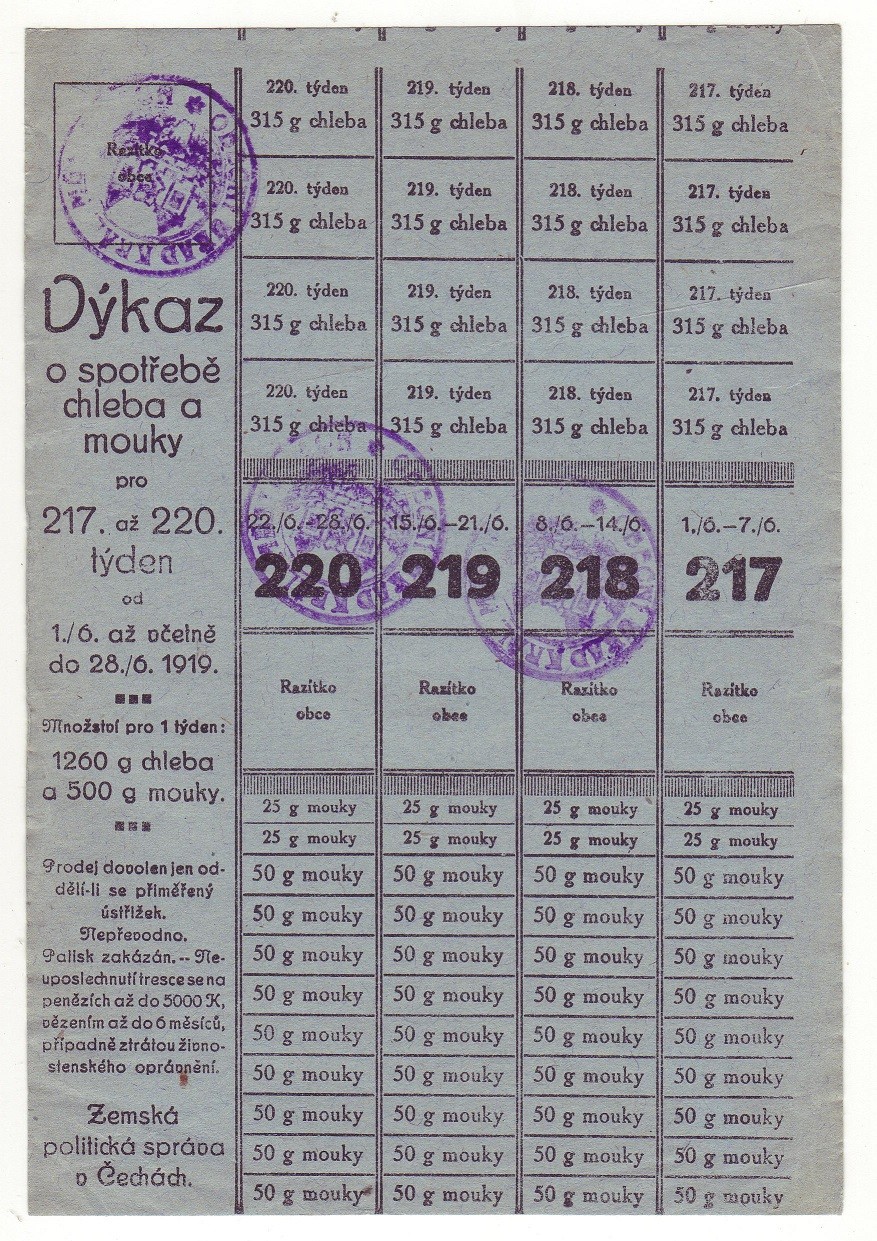 Razítko
obce
Výkaz
o spotřebě
chleba a
mouky
pro
217. až 220.
týden
od
1./6. až včetně
do 28./6. 1919.
Množství pro 1 týden:
1260 g chleba
a 500 g mouky.
Prodej dovolen jen od-
dělí-li se přiměřený
ústřižek.
Nepřevodno.
Patisk zakázán. -- Ne-
uposlechnutí tresce se na
penězích až do 5000 K,
vězením až do 6 měsíců,
případně ztrátou živno-
stenského oprávnění.
Zemská
politická správa
v Čechách.
220. týden 219. týden 218. týden 217. týden
315 g chleba 315 g chleba 315 g chleba 315 g chleba
220. týden 219. týden 218. týden 217. týden
315 g chleba 315 g chleba 315 g chleba 315 g chleba
220. týden 219. týden 218. týden 217. týden
315 g chleba 315 g chleba 315 g chleba 315 g chleba
220. týden 219. týden 218. týden 217. týden
315 g chleba 315 g chleba 315 g chleba 315 g chleba
22./6.–28./6. 15./6.–21./6. 8./6.–14./6. 1./6.–7./6.
220 219 218 217
Razítko Razítko Razítko Razítko
obce obce obce obce
25 g mouky 25 g mouky 25 g mouky 25 g mouky
25 g mouky 25 g mouky 25 g mouky 25 g mouky
50 g mouky 50 g mouky 50 g mouky 50 g mouky
50 g mouky 50 g mouky 50 g mouky 50 g mouky
50 g mouky 50 g mouky 50 g mouky 50 g mouky
50 g mouky 50 g mouky 50 g mouky 50 g mouky
50 g mouky 50 g mouky 50 g mouky 50 g mouky
50 g mouky 50 g mouky 50 g mouky 50 g mouky
50 g mouky 50 g mouky 50 g mouky 50 g mouky
50 g mouky 50 g mouky 50 g mouky 50 g mouky
50 g mouky 50 g mouky 50 g mouky 50 g mouky